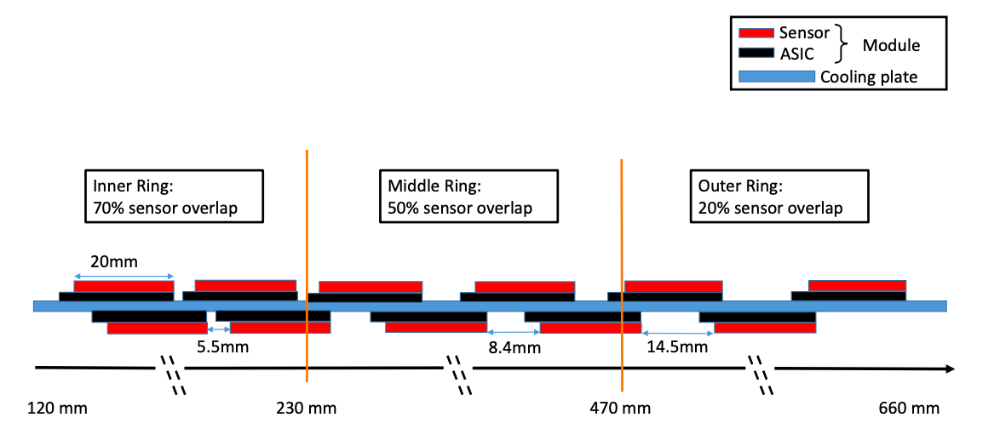 Sensor
ASIC
Module
Cooling plate
Inner Ring:
70% sensor overlap
Middle Ring:
50% sensor overlap
Outer Ring:
20% sensor overlap
20mm
5.5mm
8.4mm
14.5mm
120 mm
230 mm
470 mm
660 mm